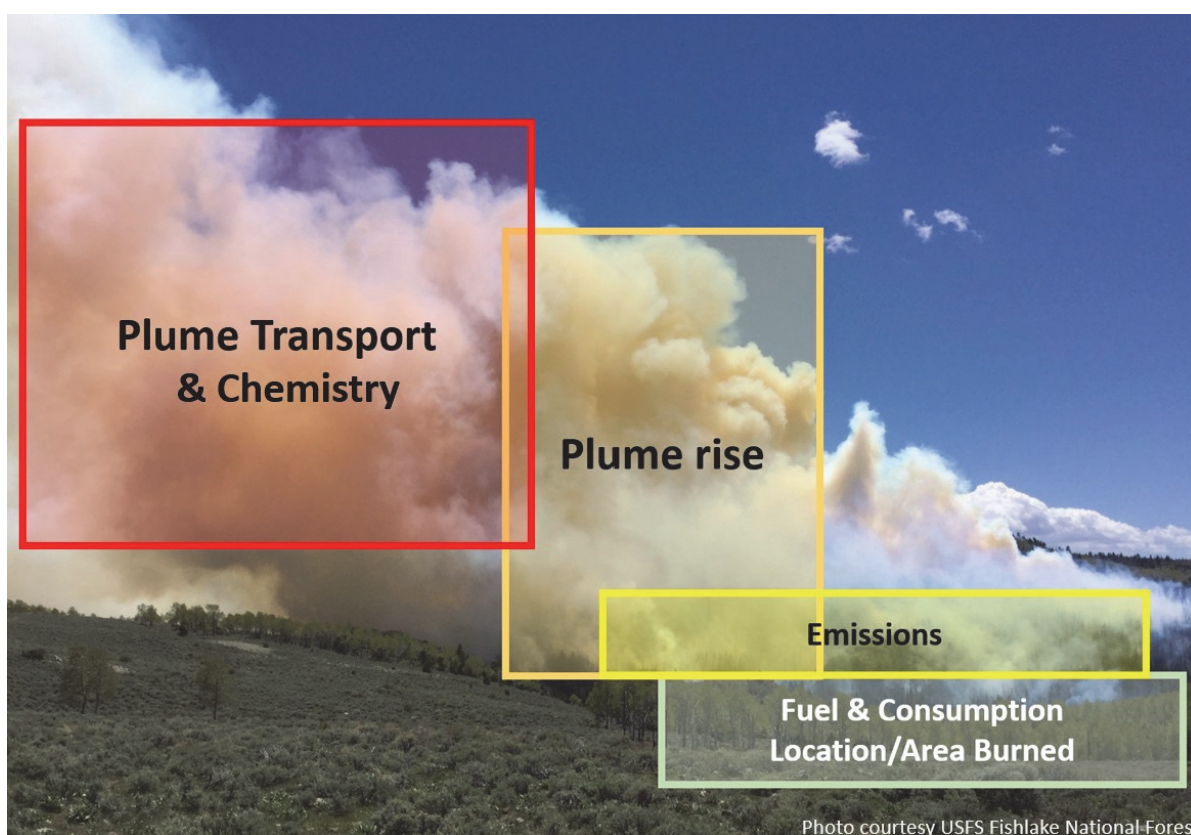 Plume Transport
& Chemistry
Plume rise
Emissions
Fuel & Consumption
Location/Area Burned
Photo courtesy USFS Fishlake National Fores